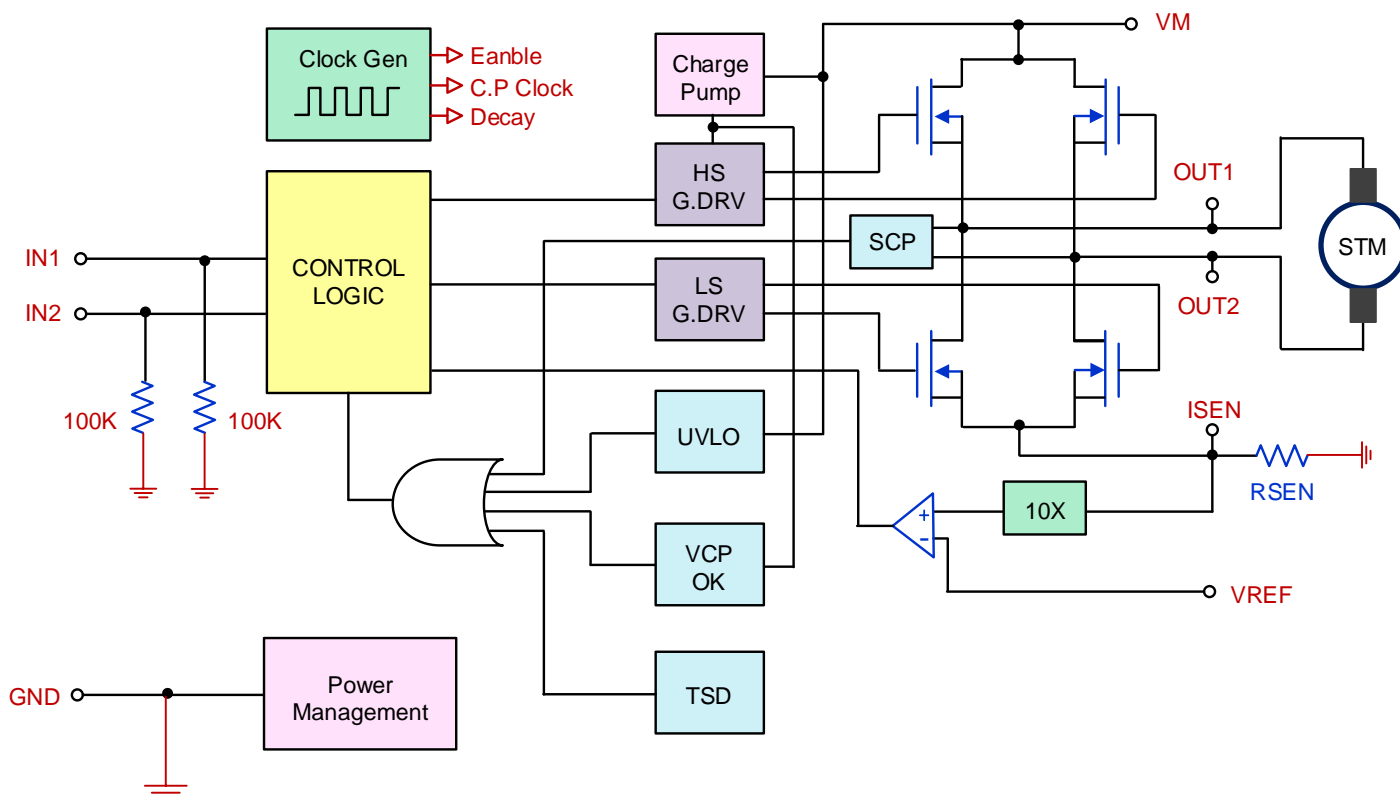 Clock Gen
Eanble
C.P Clock
Decay
Charge
Pump
VM
HS
G.DRV
OUT1
SCP
STM
IN1
IN2
CONTROL
LOGIC
LS
G.DRV
OUT2
100K
100K
UVLO
ISEN
RSEN
10X
+
-
VCP
OK
VREF
GND
Power
Management
TSD